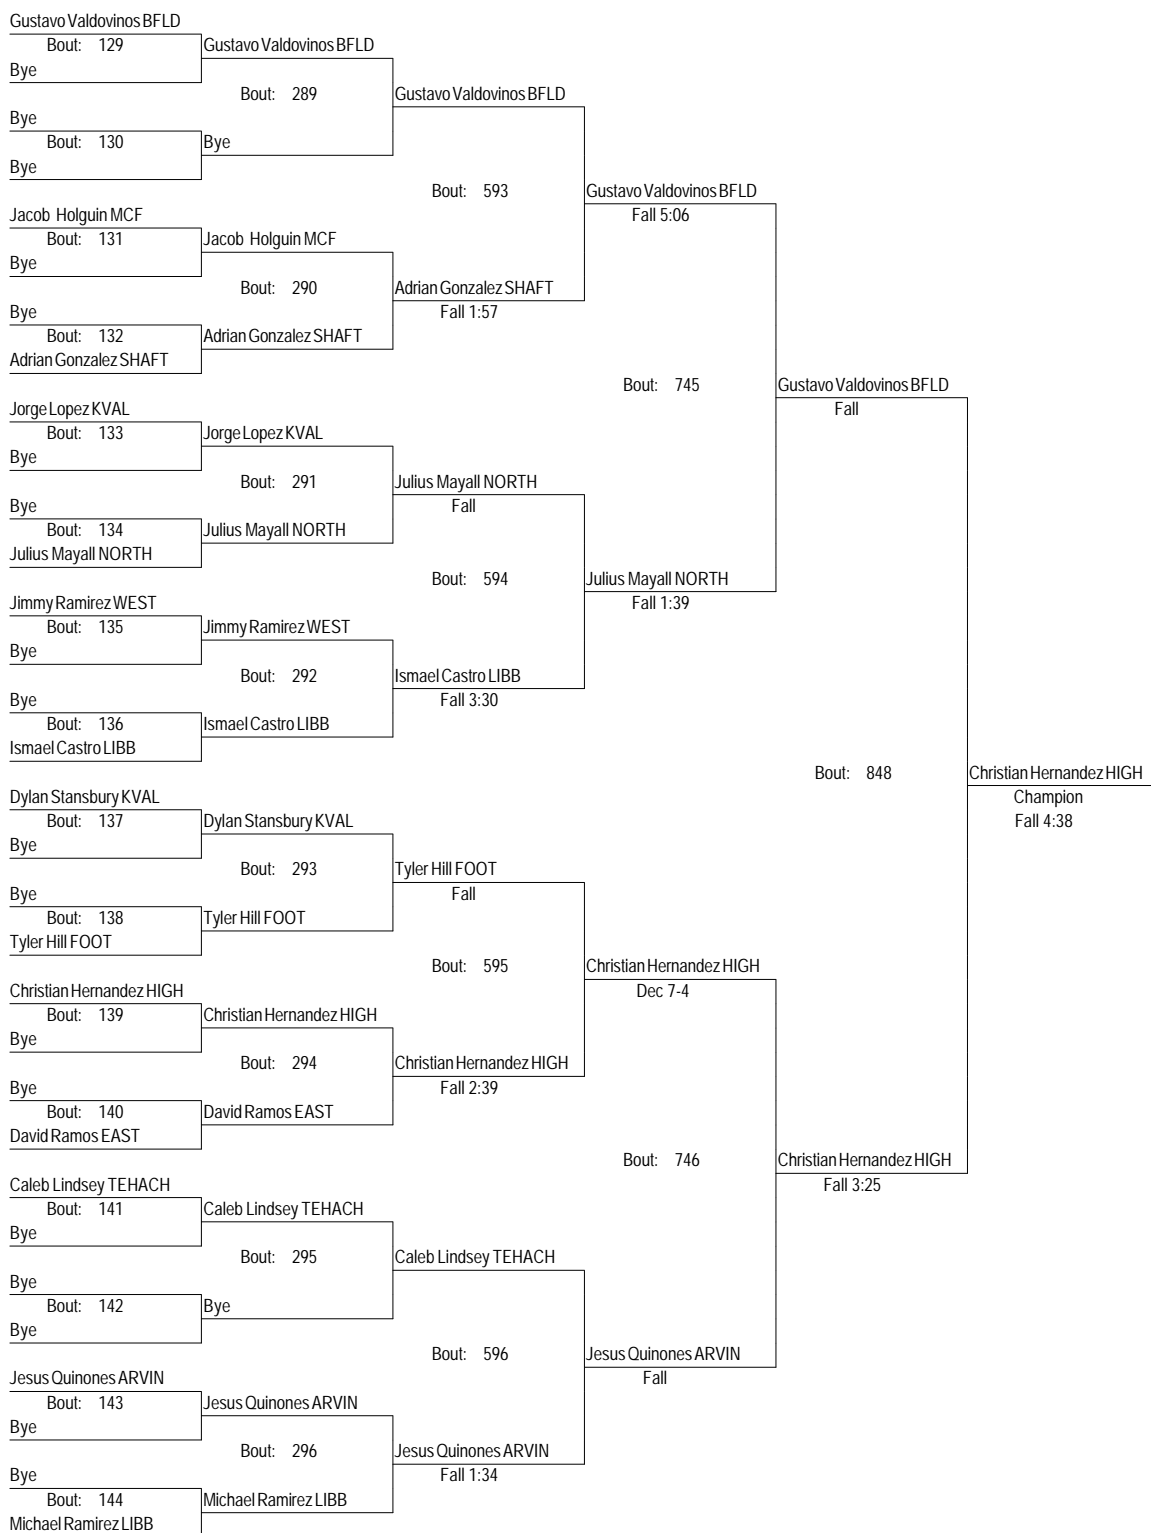 Gustavo Valdovinos BFLD
Bout: 129
Gustavo Valdovinos BFLD
Bye
Bout: 289
Gustavo Valdovinos BFLD
Bye
Bout: 130
Bye
Bye
Bout: 593
Gustavo Valdovinos BFLD
Fall 5:06
Jacob Holguin MCF
Bout: 131
Jacob Holguin MCF
Bye
Bout: 290
Adrian Gonzalez SHAFT
Fall 1:57
Bye
Bout: 132
Adrian Gonzalez SHAFT
Adrian Gonzalez SHAFT
Bout: 745
Gustavo Valdovinos BFLD
Fall
Jorge Lopez KVAL
Bout: 133
Jorge Lopez KVAL
Bye
Bout: 291
Julius Mayall NORTH
Fall
Bye
Bout: 134
Julius Mayall NORTH
Julius Mayall NORTH
Bout: 594
Julius Mayall NORTH
Fall 1:39
Jimmy Ramirez WEST
Bout: 135
Jimmy Ramirez WEST
Bye
Bout: 292
Ismael Castro LIBB
Fall 3:30
Bye
Bout: 136
Ismael Castro LIBB
Ismael Castro LIBB
Bout: 848
Christian Hernandez HIGH
Champion
Fall 4:38
Dylan Stansbury KVAL
Bout: 137
Dylan Stansbury KVAL
Bye
Bout: 293
Tyler Hill FOOT
Fall
Bye
Bout: 138
Tyler Hill FOOT
Tyler Hill FOOT
Bout: 595
Christian Hernandez HIGH
Dec 7-4
Christian Hernandez HIGH
Bout: 139
Christian Hernandez HIGH
Bye
Bout: 294
Christian Hernandez HIGH
Fall 2:39
Bye
Bout: 140
David Ramos EAST
David Ramos EAST
Bout: 746
Christian Hernandez HIGH
Fall 3:25
Caleb Lindsey TEHACH
Bout: 141
Caleb Lindsey TEHACH
Bye
Bout: 295
Caleb Lindsey TEHACH
Bye
Bout: 142
Bye
Bye
Bout: 596
Jesus Quinones ARVIN
Fall
Jesus Quinones ARVIN
Bout: 143
Jesus Quinones ARVIN
Bye
Bout: 296
Jesus Quinones ARVIN
Fall 1:34
Bye
Bout: 144
Michael Ramirez LIBB
Michael Ramirez LIBB